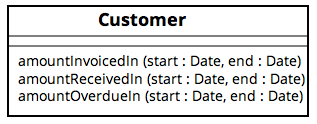 Customer
amountInvoicedIn (start : Date, end : Date)
amountReceivedIn (start : Date, end : Date)
amountOverdueIn (start : Date, end : Date)